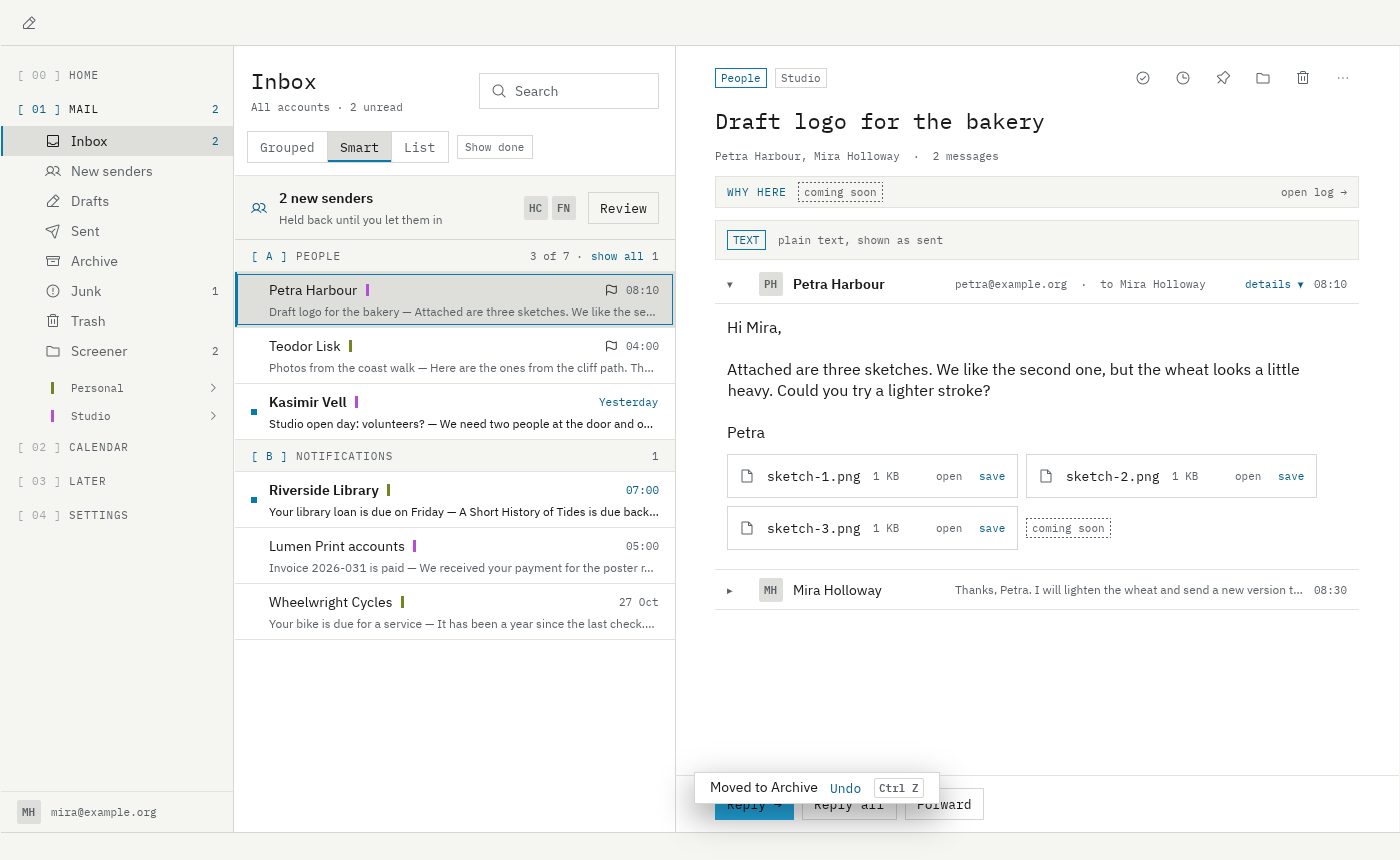 [ 00 ] HOME
[ 01 ] MAIL 2
Inbox 2
New senders
Drafts
Sent
Archive
Junk 1
Trash
Screener 2
Personal
Studio
[ 02 ] CALENDAR
[ 03 ] LATER
[ 04 ] SETTINGS
MH mira@example.org
Inbox
All accounts · 2 unread
Search
Grouped Smart List Show done
2 new senders
Held back until you let them in
HC FN Review
[ A ] PEOPLE 3 of 7 · show all 1
Petra Harbour 08:10
Draft logo for the bakery — Attached are three sketches. We like the se…
Teodor Lisk 04:00
Photos from the coast walk — Here are the ones from the cliff path. Th…
Kasimir Vell Yesterday
Studio open day: volunteers? — We need two people at the door and o…
[ B ] NOTIFICATIONS 1
Riverside Library 07:00
Your library loan is due on Friday — A Short History of Tides is due back…
Lumen Print accounts 05:00
Invoice 2026-031 is paid — We received your payment for the poster r…
Wheelwright Cycles 27 Oct
Your bike is due for a service — It has been a year since the last check.…
People Studio
Draft logo for the bakery
Petra Harbour, Mira Holloway · 2 messages
WHY HERE coming soon open log →
TEXT plain text, shown as sent
▾ PH Petra Harbour petra@example.org · to Mira Holloway details ▾ 08:10
Hi Mira,
Attached are three sketches. We like the second one, but the wheat looks a little
heavy. Could you try a lighter stroke?
Petra
sketch-1.png 1 KB open save
sketch-2.png 1 KB open save
sketch-3.png 1 KB open save
coming soon
▸ MH Mira Holloway Thanks, Petra. I will lighten the wheat and send a new version t… 08:30
Moved to Archive Undo Ctrl Z
Reply → Reply all Forward